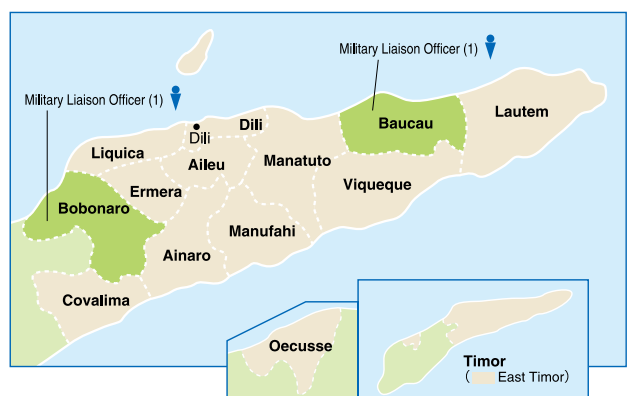 Military Liaison Officer (1)
Military Liaison Officer (1)
Lautem
Baucau
Dili
Dili
Liquica
Aileu
Manatuto
Viqueque
Ermera
Bobonaro
Manufahi
Ainaro
Covalima
Oecusse
Timor
( East Timor)